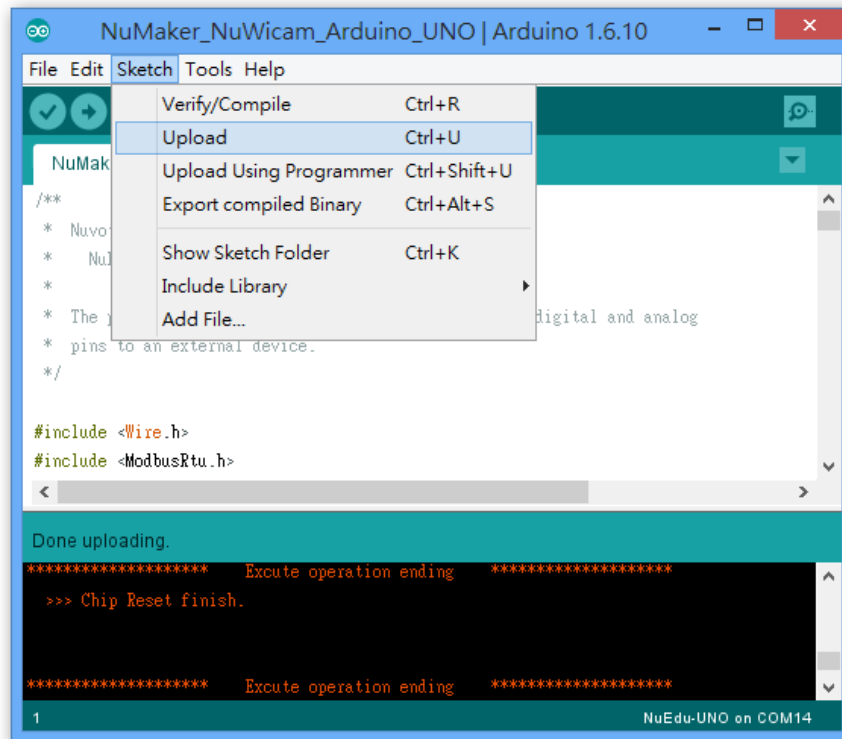 NuMaker_NuWicam_Arduino_UNO | Arduino 1.6.10
File Edit Sketch Tools Help
Verify/Compile Ctrl+R
Upload Ctrl+U
Upload Using Programmer Ctrl+Shift+U
Export compiled Binary Ctrl+Alt+S
Show Sketch Folder Ctrl+K
Include Library
Add File...
NuMak
/**
* Nuvo
* Nu
*
* The digital and analog
* pins to an external device.
*/
#include <Wire.h>
#include <ModbusRtu.h>
Done uploading.
******************** Excute operation ending ********************
>>> Chip Reset finish.
******************** Excute operation ending ********************
1 NuEdu-UNO on COM14